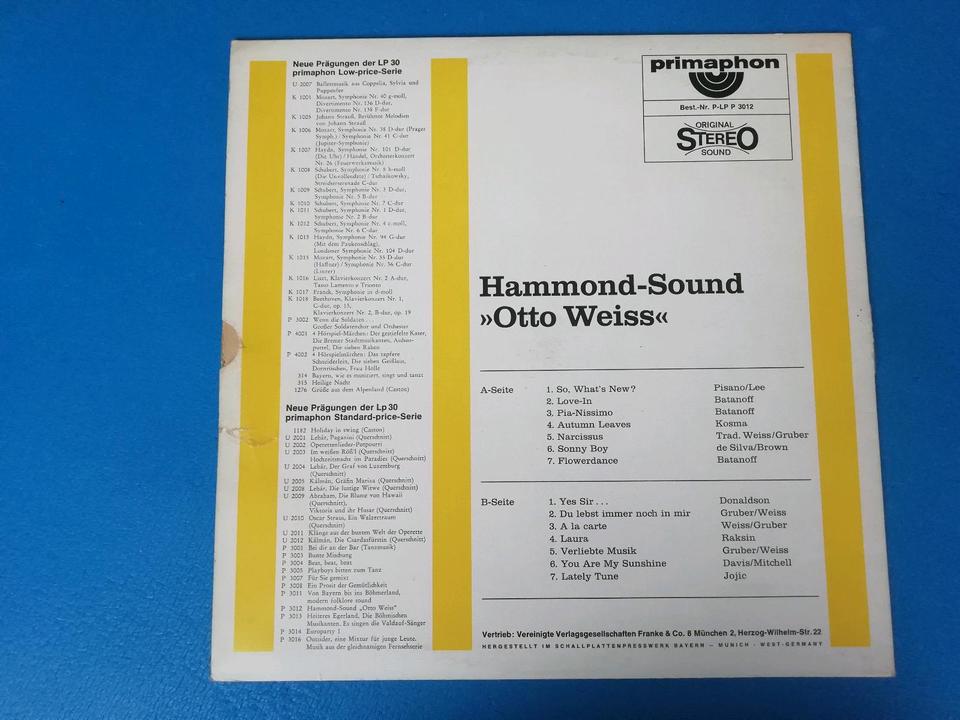 Neue Prägungen der LP 30
primaphon Low-price-Serie
U 2007 Ballettmusik aus Coppelia, Sylvia und
Puppenfee
K 1001 Mozart, Symphonie Nr. 40 g-moll,
Divertimento Nr. 136 D-dur,
Divertimento Nr. 138 F-dur
K 1005 Johann Strauß, Berühmte Melodien
von Johann Strauß
K 1006 Mozart, Symphonie Nr. 38 D-dur (Prager
Symph.) / Symphonie Nr. 41 C-dur
(Jupiter-Symphonie)
K 1007 Haydn, Symphonie Nr. 101 D-dur
(Die Uhr) / Händel, Orchesterkonzert
Nr. 26 (Feuerwerksmusik)
K 1008 Schubert, Symphonie Nr. 8 h-moll
(Die Unvollendete) / Tschaikowsky,
Streicherserenade C-dur
K 1009 Schubert, Symphonie Nr. 3 D-dur,
Symphonie Nr. 5 B-dur
K 1010 Schubert, Symphonie Nr. 7 C-dur
K 1011 Schubert, Symphonie Nr. 1 D-dur,
Symphonie Nr. 2 B-dur
K 1012 Schubert, Symphonie Nr. 4 c-moll,
Symphonie Nr. 6 C-dur
K 1013 Haydn, Symphonie Nr. 94 G-dur
(Mit dem Paukenschlag),
Londoner Symphonie Nr. 104 D-dur
K 1015 Mozart, Symphonie Nr. 35 D-dur
(Haffner) / Symphonie Nr. 36 C-dur
(Linzer)
K 1016 Liszt, Klavierkonzert Nr. 2 A-dur,
Tasso Lamento e Trionto
K 1017 Franck, Symphonie in d-moll
K 1018 Beethoven, Klavierkonzert Nr. 1,
C-dur, op. 15,
Klavierkonzert Nr. 2, B-dur, op. 19
P 3002 Wenn die Soldaten . . .
Großer Soldatenchor und Orchester
P 4001 4 Hörspiel-Märchen: Der gestiefelte Kater,
Die Bremer Stadtmusikanten, Aschen-
puttel, Die sieben Raben
P 4002 4 Hörspielmärchen: Das tapfere
Schneiderlein, Die sieben Geißlein,
Dornröschen, Frau Holle
314 Bayern, wie es musiziert, singt und tanzt
315 Heilige Nacht
1276 Grüße aus dem Alpenland (Caston)
Neue Prägungen der Lp 30
primaphon Standard-price-Serie
1182 Holiday in swing (Caston)
U 2001 Lehár, Paganini (Querschnitt)
U 2002 Operettenlieder-Potpourri
U 2003 Im weißen Röß'l (Querschnitt)
Hochzeitsnacht im Paradies (Querschnitt)
U 2004 Lehár, Der Graf von Luxemburg
(Querschnitt)
U 2005 Kálmán, Gräfin Mariza (Querschnitt)
U 2008 Lehár, Die lustige Witwe (Querschnitt)
U 2009 Abraham, Die Blume von Hawaii
(Querschnitt),
Viktoria und ihr Husar (Querschnitt)
U 2010 Oscar Straus, Ein Walzertraum
(Querschnitt)
U 2011 Klänge aus der bunten Welt der Operette
U 2012 Kálmán, Die Csardasfürstin (Querschnitt)
P 3001 Bei dir an der Bar (Tanzmusik)
P 3003 Bunte Mischung
P 3004 Beat, beat, beat
P 3005 Playboys bitten zum Tanz
P 3007 Für Sie gemixt
P 3008 Ein Prosit der Gemütlichkeit
P 3011 Von Bayern bis ins Böhmerland,
modern folklore sound
P 3012 Hammond-Sound „Otto Weiss"
P 3013 Heiteres Egerland, Die Böhmischen
Musikanten. Es singen die Valdauf-Sänger
P 3014 Europarty 1
P 3016 Outsider, eine Mixtur für junge Leute.
Musik aus der gleichnamigen Fernsehserie
primaphon
Best.-Nr. P-LP P 3012
ORIGINAL
STEREO
SOUND
Hammond-Sound
»Otto Weiss«
A-Seite 1. So, What's New? Pisano/Lee
2. Love-In Batanoff
3. Pia-Nissimo Batanoff
4. Autumn Leaves Kosma
5. Narcissus Trad. Weiss/Gruber
6. Sonny Boy de Silva/Brown
7. Flowerdance Batanoff
B-Seite 1. Yes Sir . . . Donaldson
2. Du lebst immer noch in mir Gruber/Weiss
3. A la carte Weiss/Gruber
4. Laura Raksin
5. Verliebte Musik Gruber/Weiss
6. You Are My Sunshine Davis/Mitchell
7. Lately Tune Jojic
Vertrieb: Vereinigte Verlagsgesellschaften Franke & Co. 8 München 2, Herzog-Wilhelm-Str. 22
HERGESTELLT IM SCHALLPLATTENPRESSWERK BAYERN – MUNICH · WEST-GERMANY